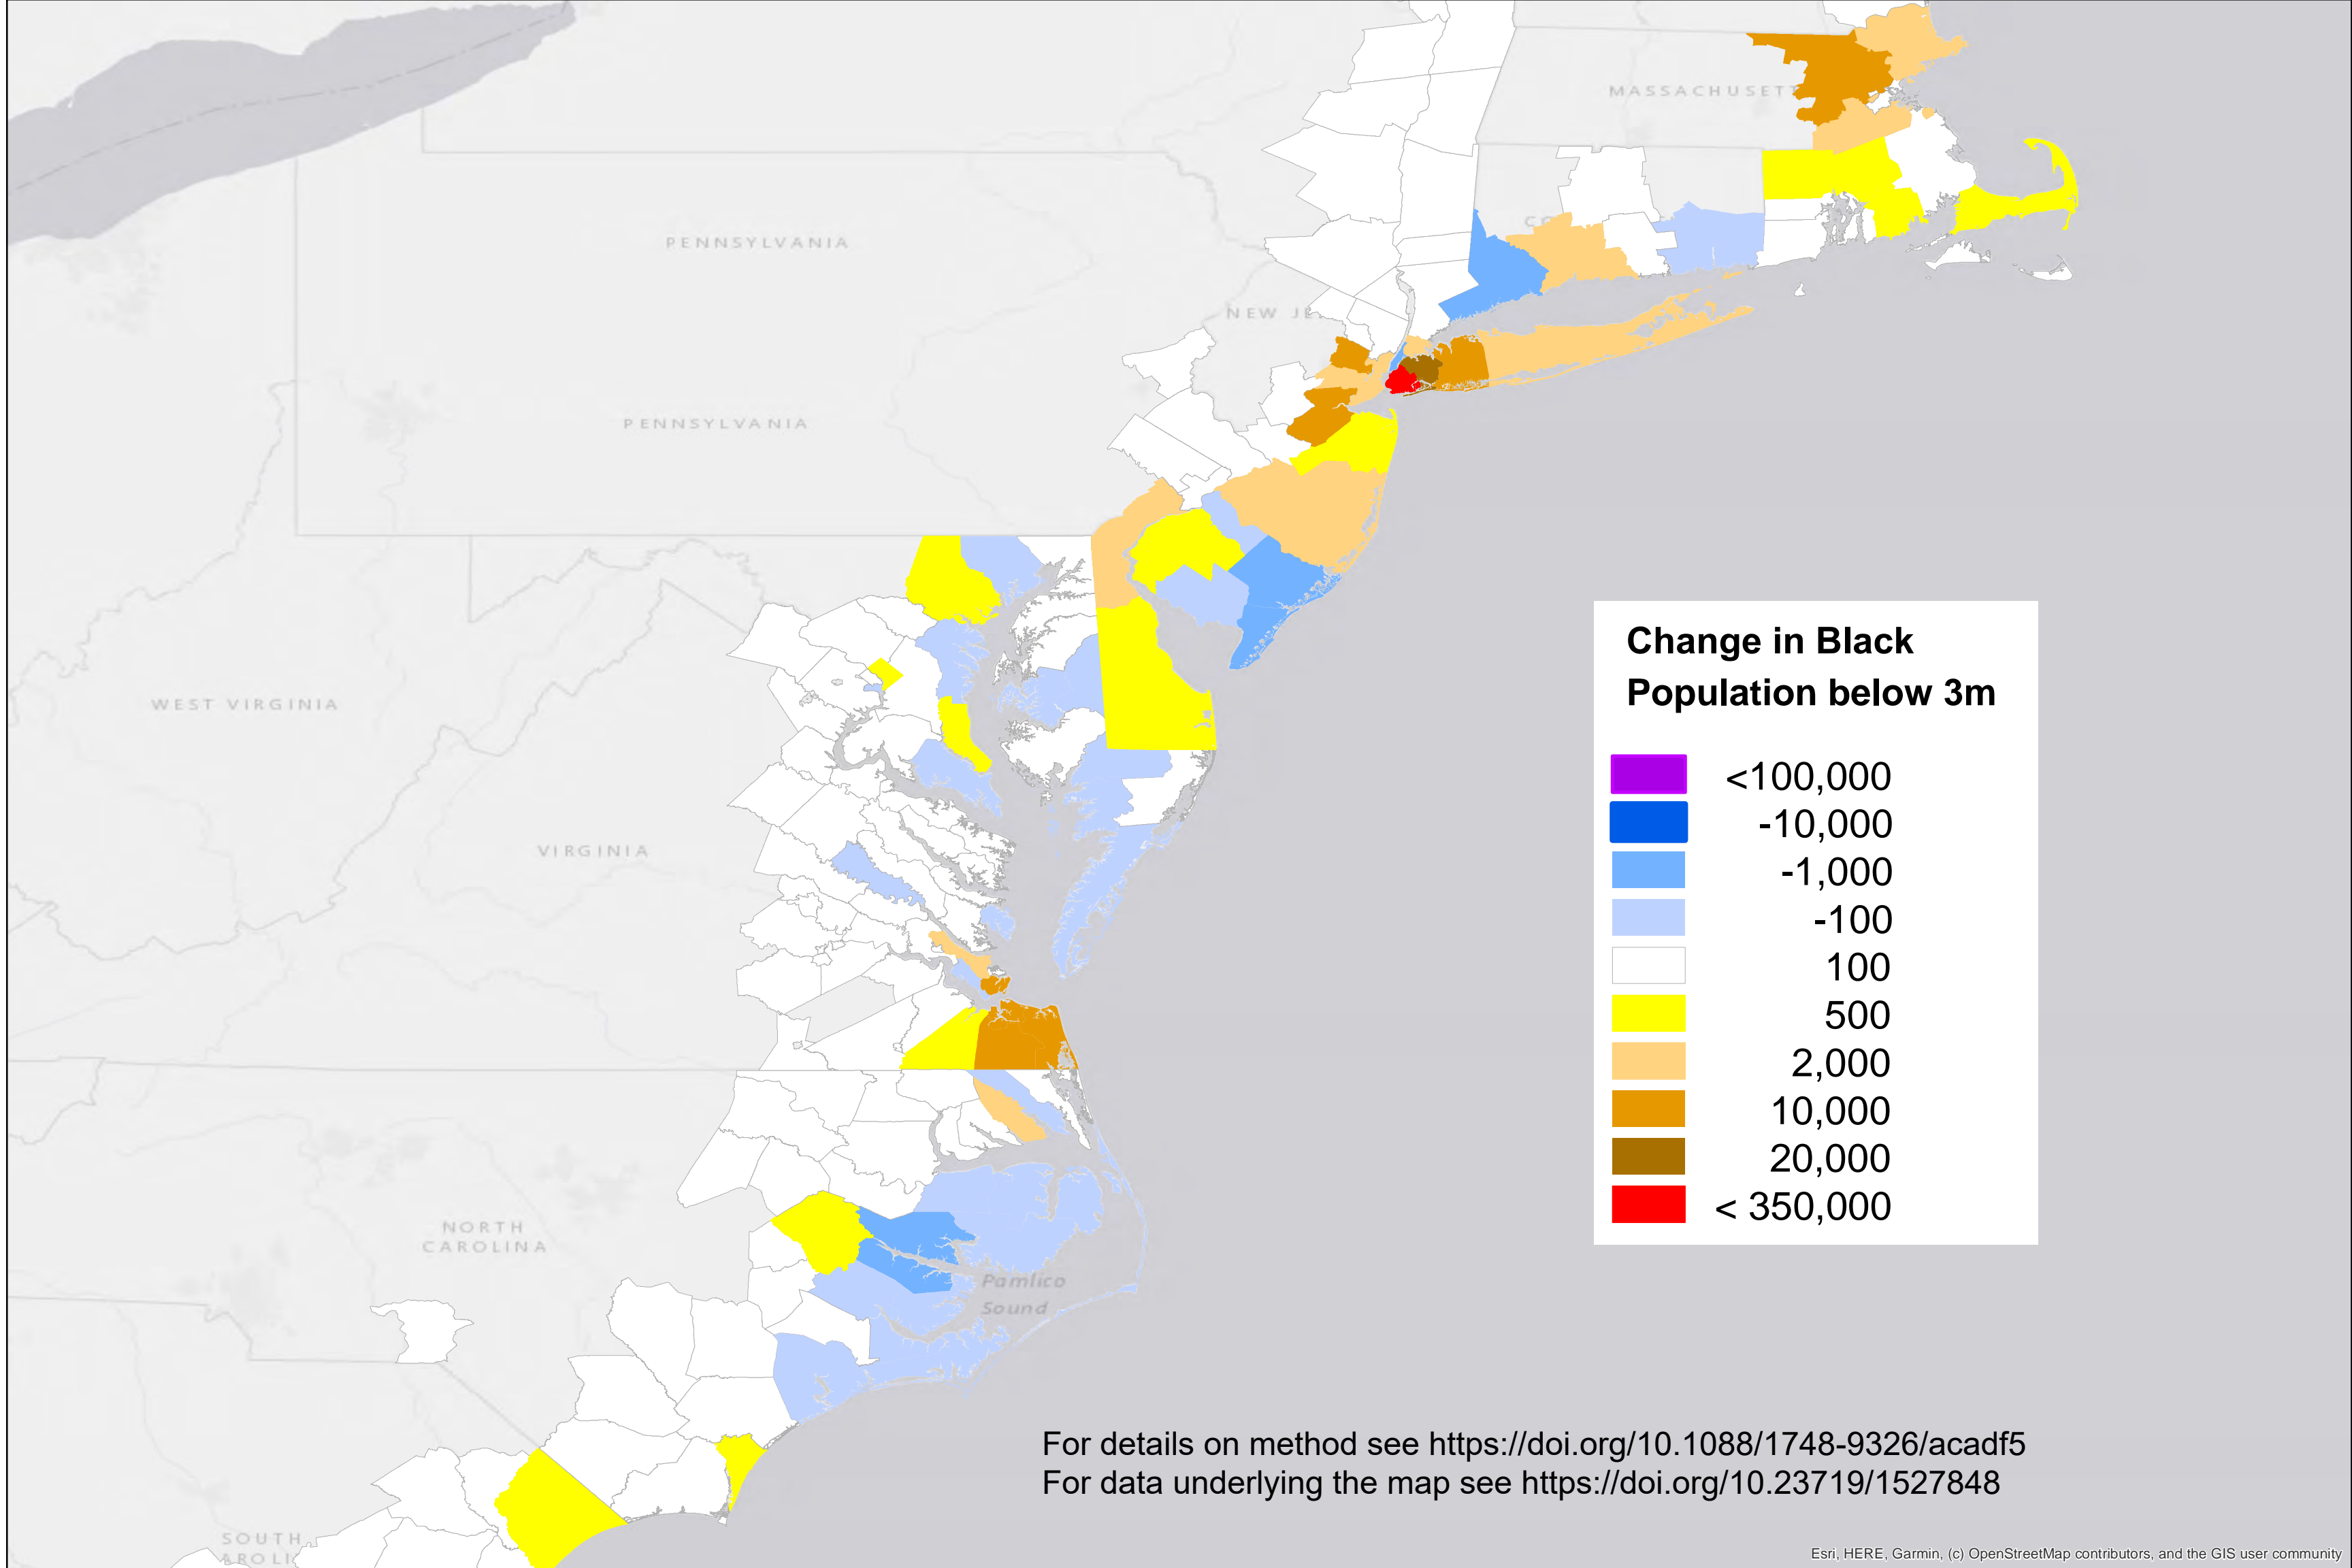 MASSACHUSETT
PENNSYLVANIA
NEW JE
PENNSYLVANIA
WEST VIRGINIA
VIRGINIA
NORTH
CAROLINA
Pamlico
Sound
SOUTH
Change in Black
Population below 3m
<100,000
-10,000
-1,000
-100
100
500
2,000
10,000
20,000
< 350,000
For details on method see https://doi.org/10.1088/1748-9326/acadf5
For data underlying the map see https://doi.org/10.23719/1527848
Esri, HERE, Garmin, (c) OpenStreetMap contributors, and the GIS user community